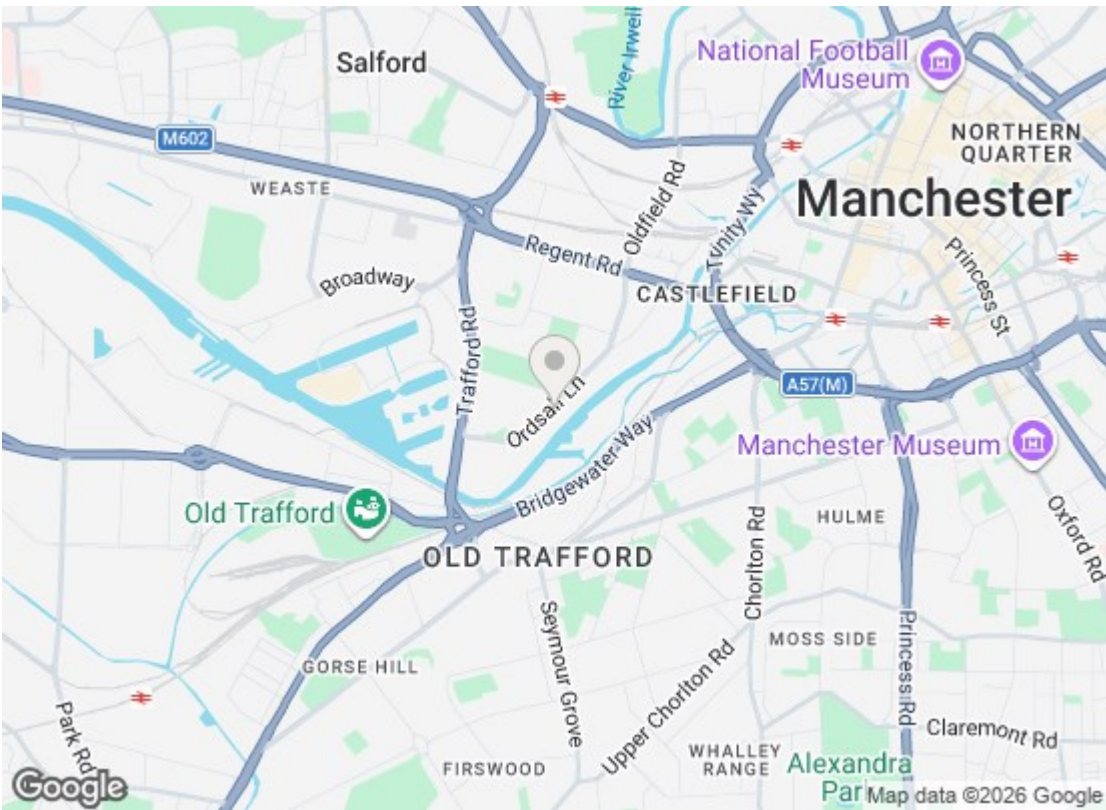 River Irwell
National Football
Museum
Salford
NORTHERN
QUARTER
M602
WEASTE
Oldfield Rd
Trinity Wy
Manchester
Regent Rd
Princess St
Broadway
CASTLEFIELD
Trafford Rd
Ordsall Ln
A57(M)
Bridgewater Way
Manchester Museum
Old Trafford
Chorlton Rd
HULME
Oxford Rd
OLD TRAFFORD
Seymour Grove
MOSS SIDE
Princess Rd
GORSE HILL
Upper Chorlton Rd
Park Rd
Claremont Rd
WHALLEY
RANGE
FIRSWOOD
Alexandra
Par
Google
Map data ©2026 Google